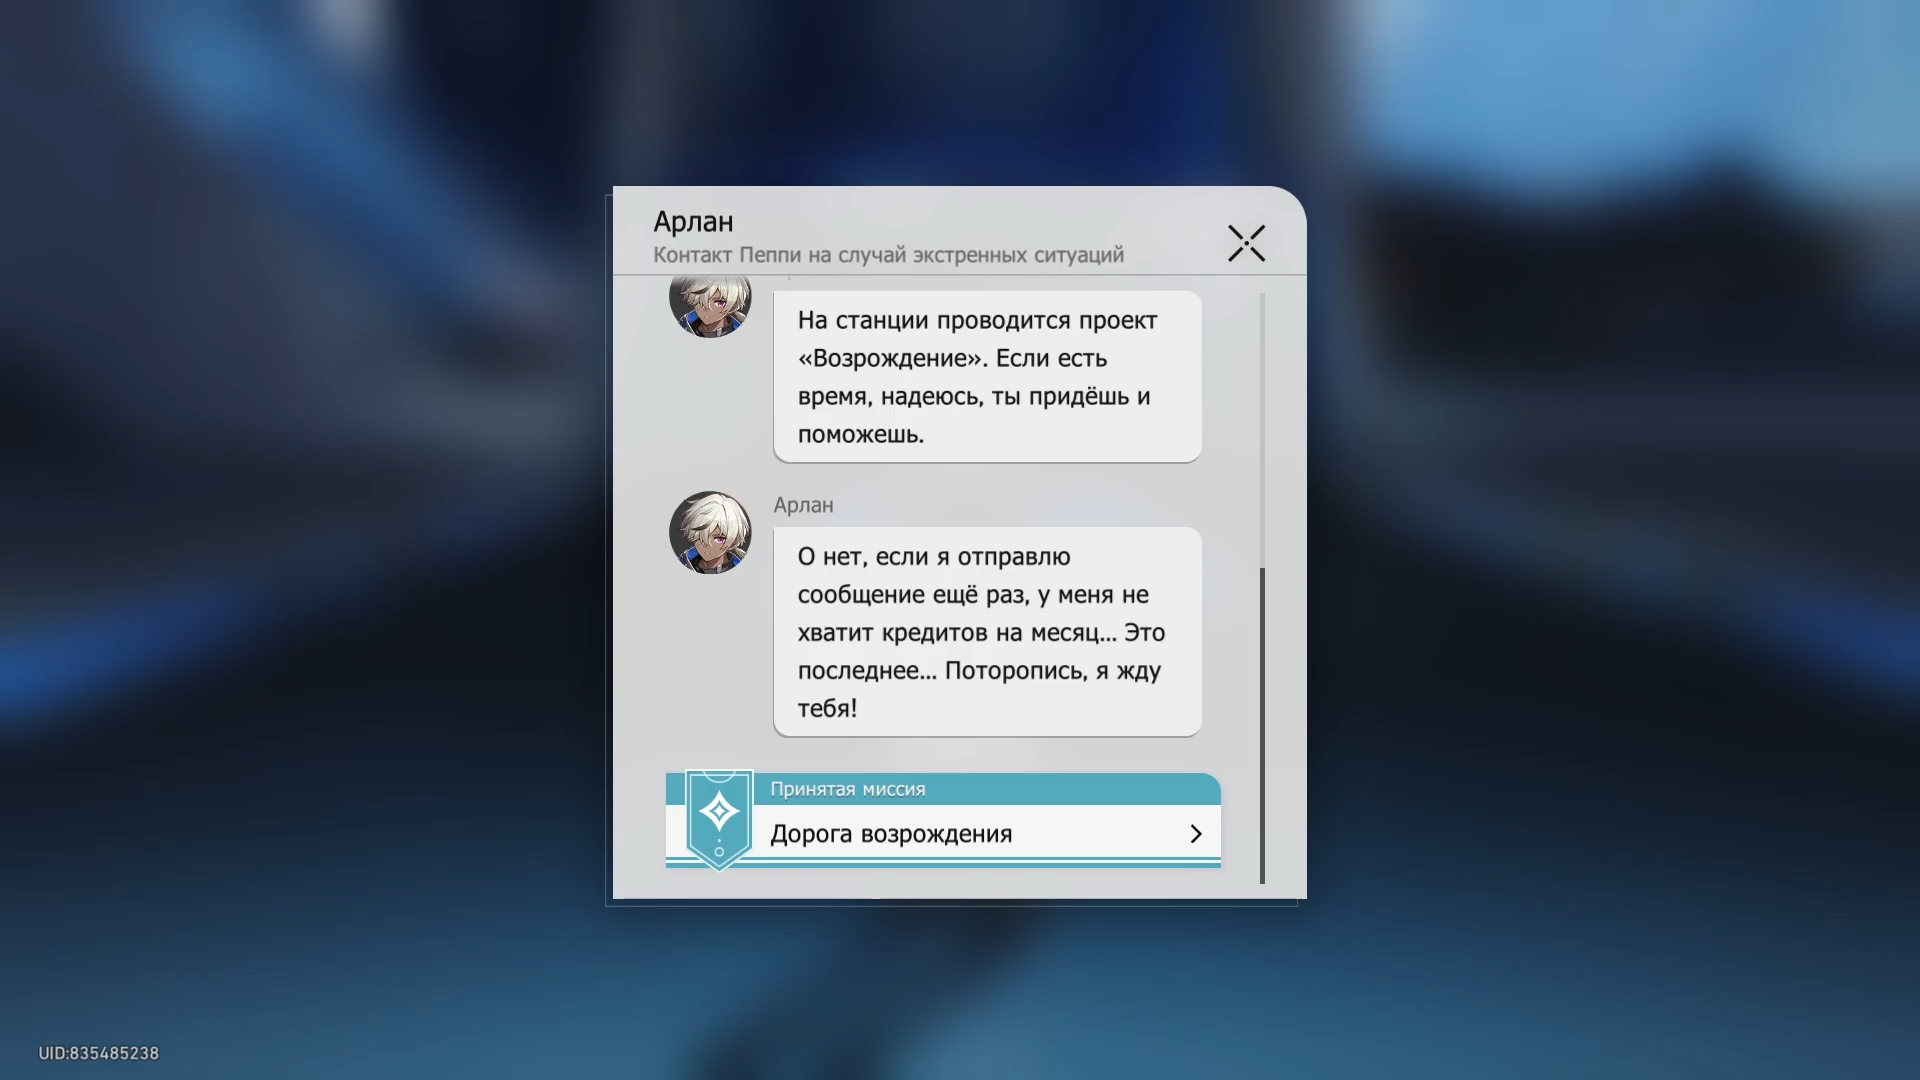 Арлан
Контакт Пеппи на случай экстренных ситуаций
На станции проводится проект
«Возрождение». Если есть
время, надеюсь, ты придёшь и
поможешь.
Арлан
О нет, если я отправлю
сообщение ещё раз, у меня не
хватит кредитов на месяц... Это
последнее... Поторопись, я жду
тебя!
Принятая миссия
Дорога возрождения
UID:835485238